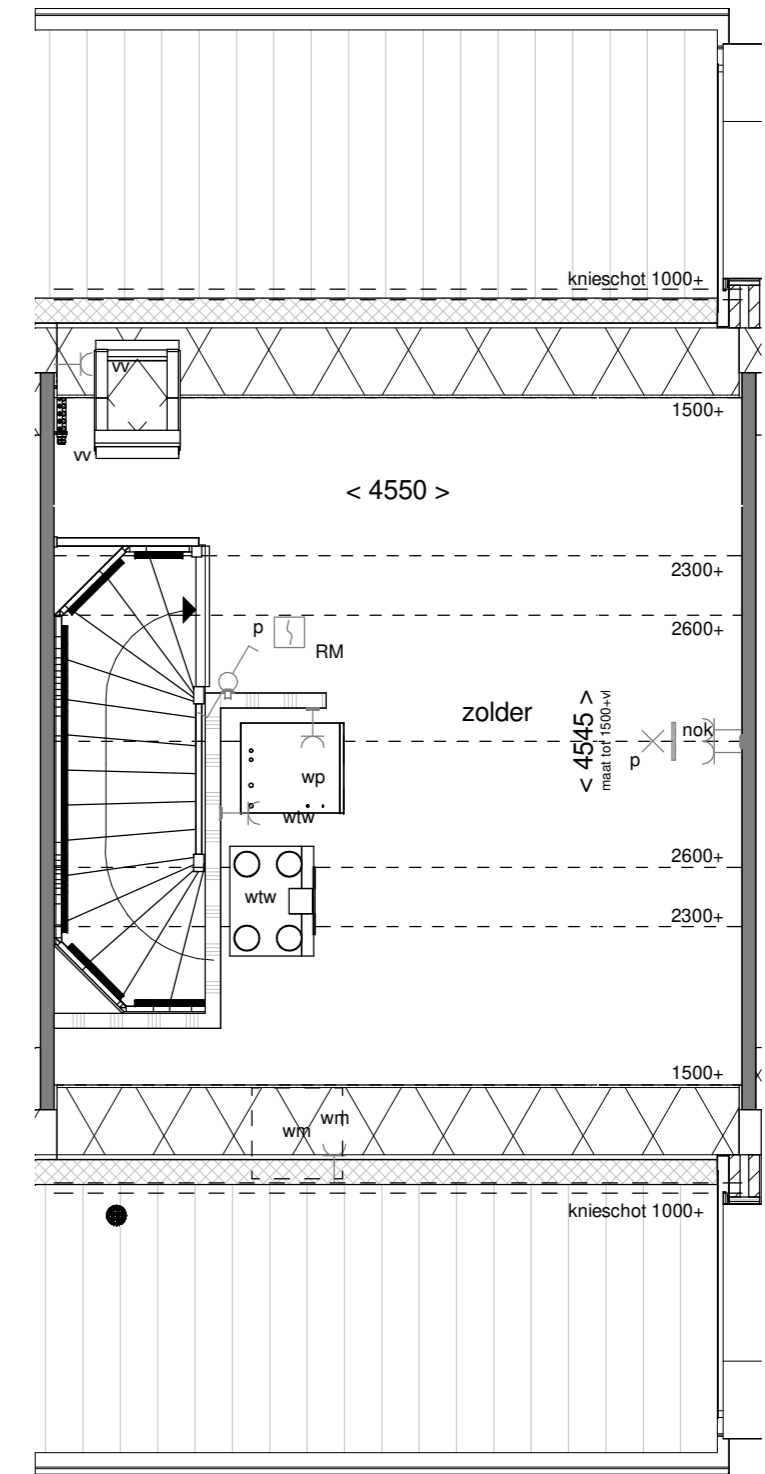 knieschot 1000+
vv
1500+
vv
< 4550 >
2300+
2600+
p
RM
zolder
< 4545 >
maat tot 1500+vl
nok
p
wp
wtw
2600+
wtw
2300+
1500+
wm
wm
knieschot 1000+